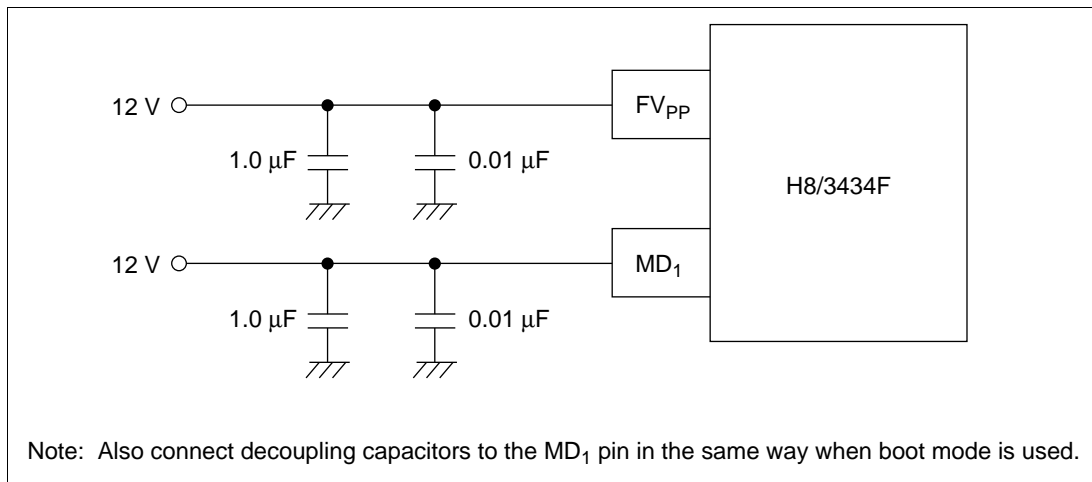 12 V
FVPP
1.0 μF
0.01 μF
H8/3434F
12 V
MD1
1.0 μF
0.01 μF
Note: Also connect decoupling capacitors to the MD1 pin in the same way when boot mode is used.